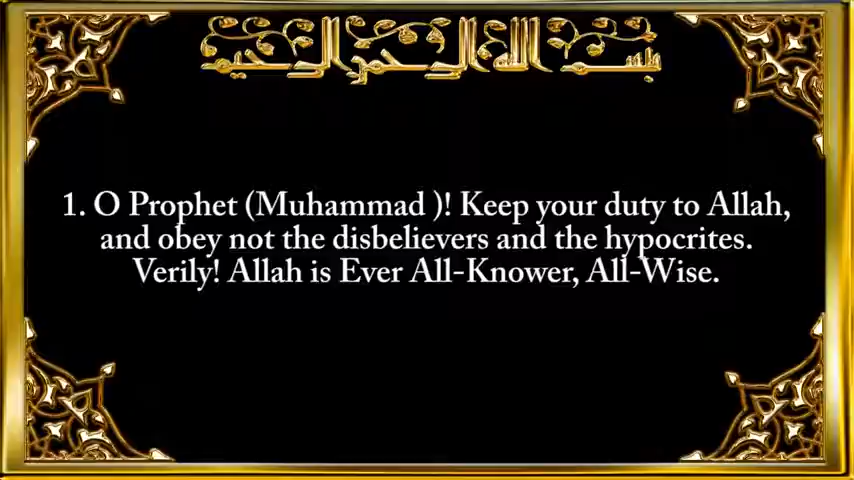 بسم الله الرحمن الرحيم
1. O Prophet (Muhammad )! Keep your duty to Allah,
and obey not the disbelievers and the hypocrites.
Verily! Allah is Ever All-Knower, All-Wise.